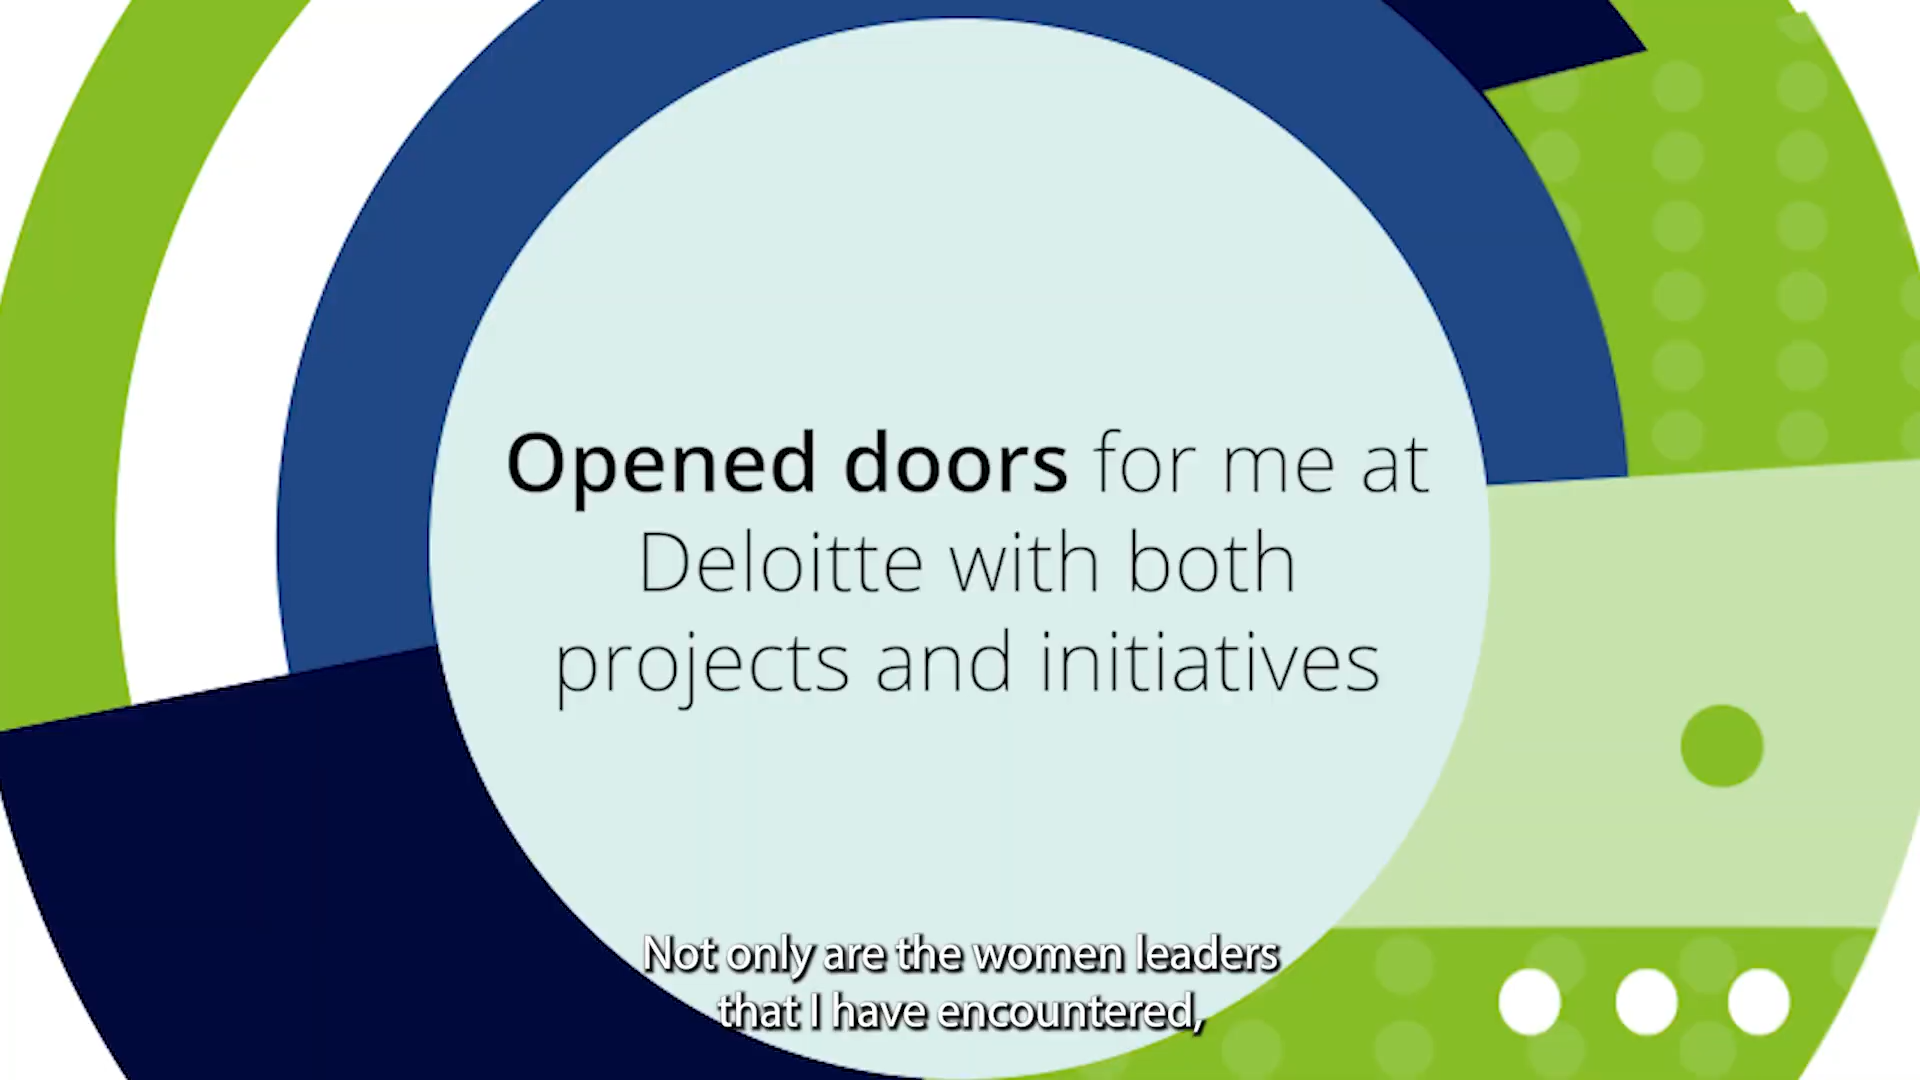 Opened doors for me at
Deloitte with both
projects and initiatives
Not only are the women leaders
that I have encountered,